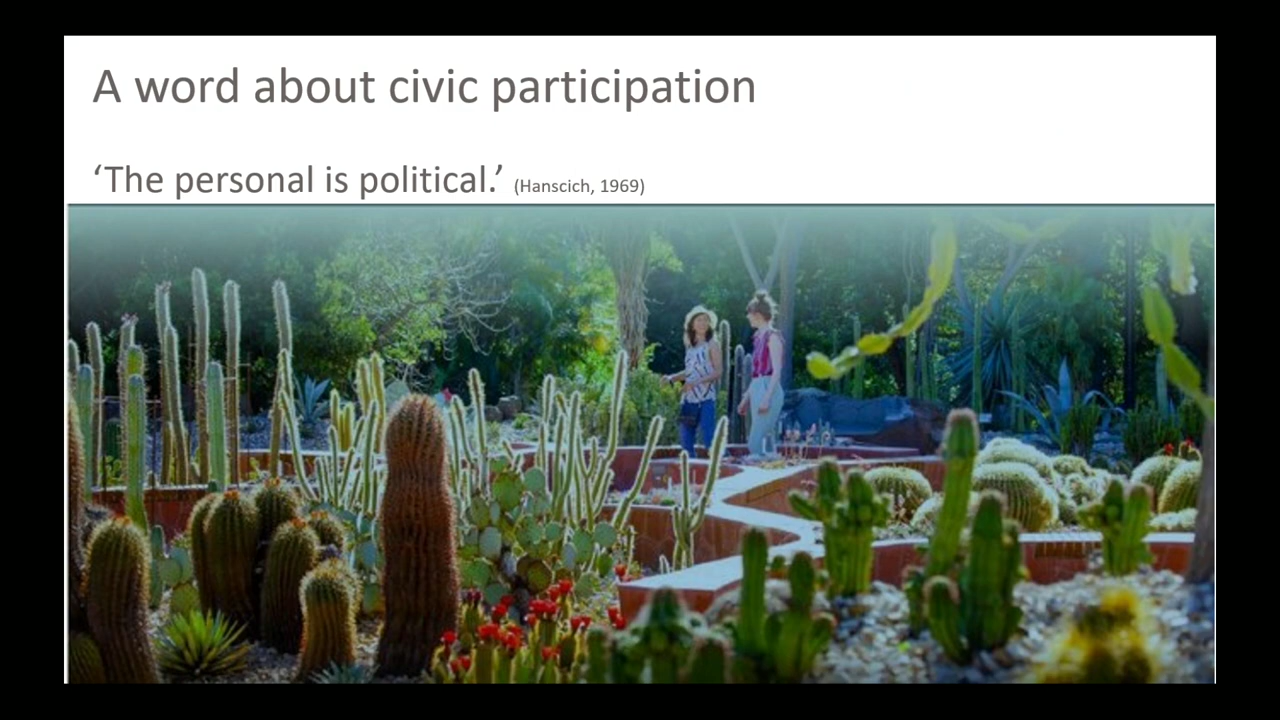 A word about civic participation
‘The personal is political.’ (Hanscich, 1969)